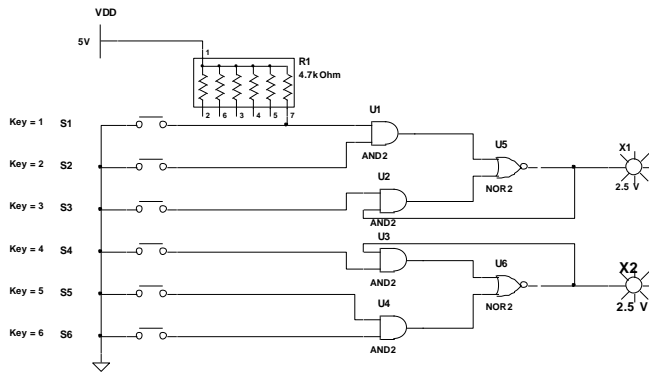 VDD
5V
1
R1
4.7kOhm
2 6 3 4 5 7
Key = 1 S1
U1
AND2
U5
NOR2
X1
2.5 V
Key = 2 S2
U2
AND2
Key = 3 S3
U3
AND2
Key = 4 S4
U6
NOR2
X2
2.5 V
Key = 5 S5
U4
AND2
Key = 6 S6